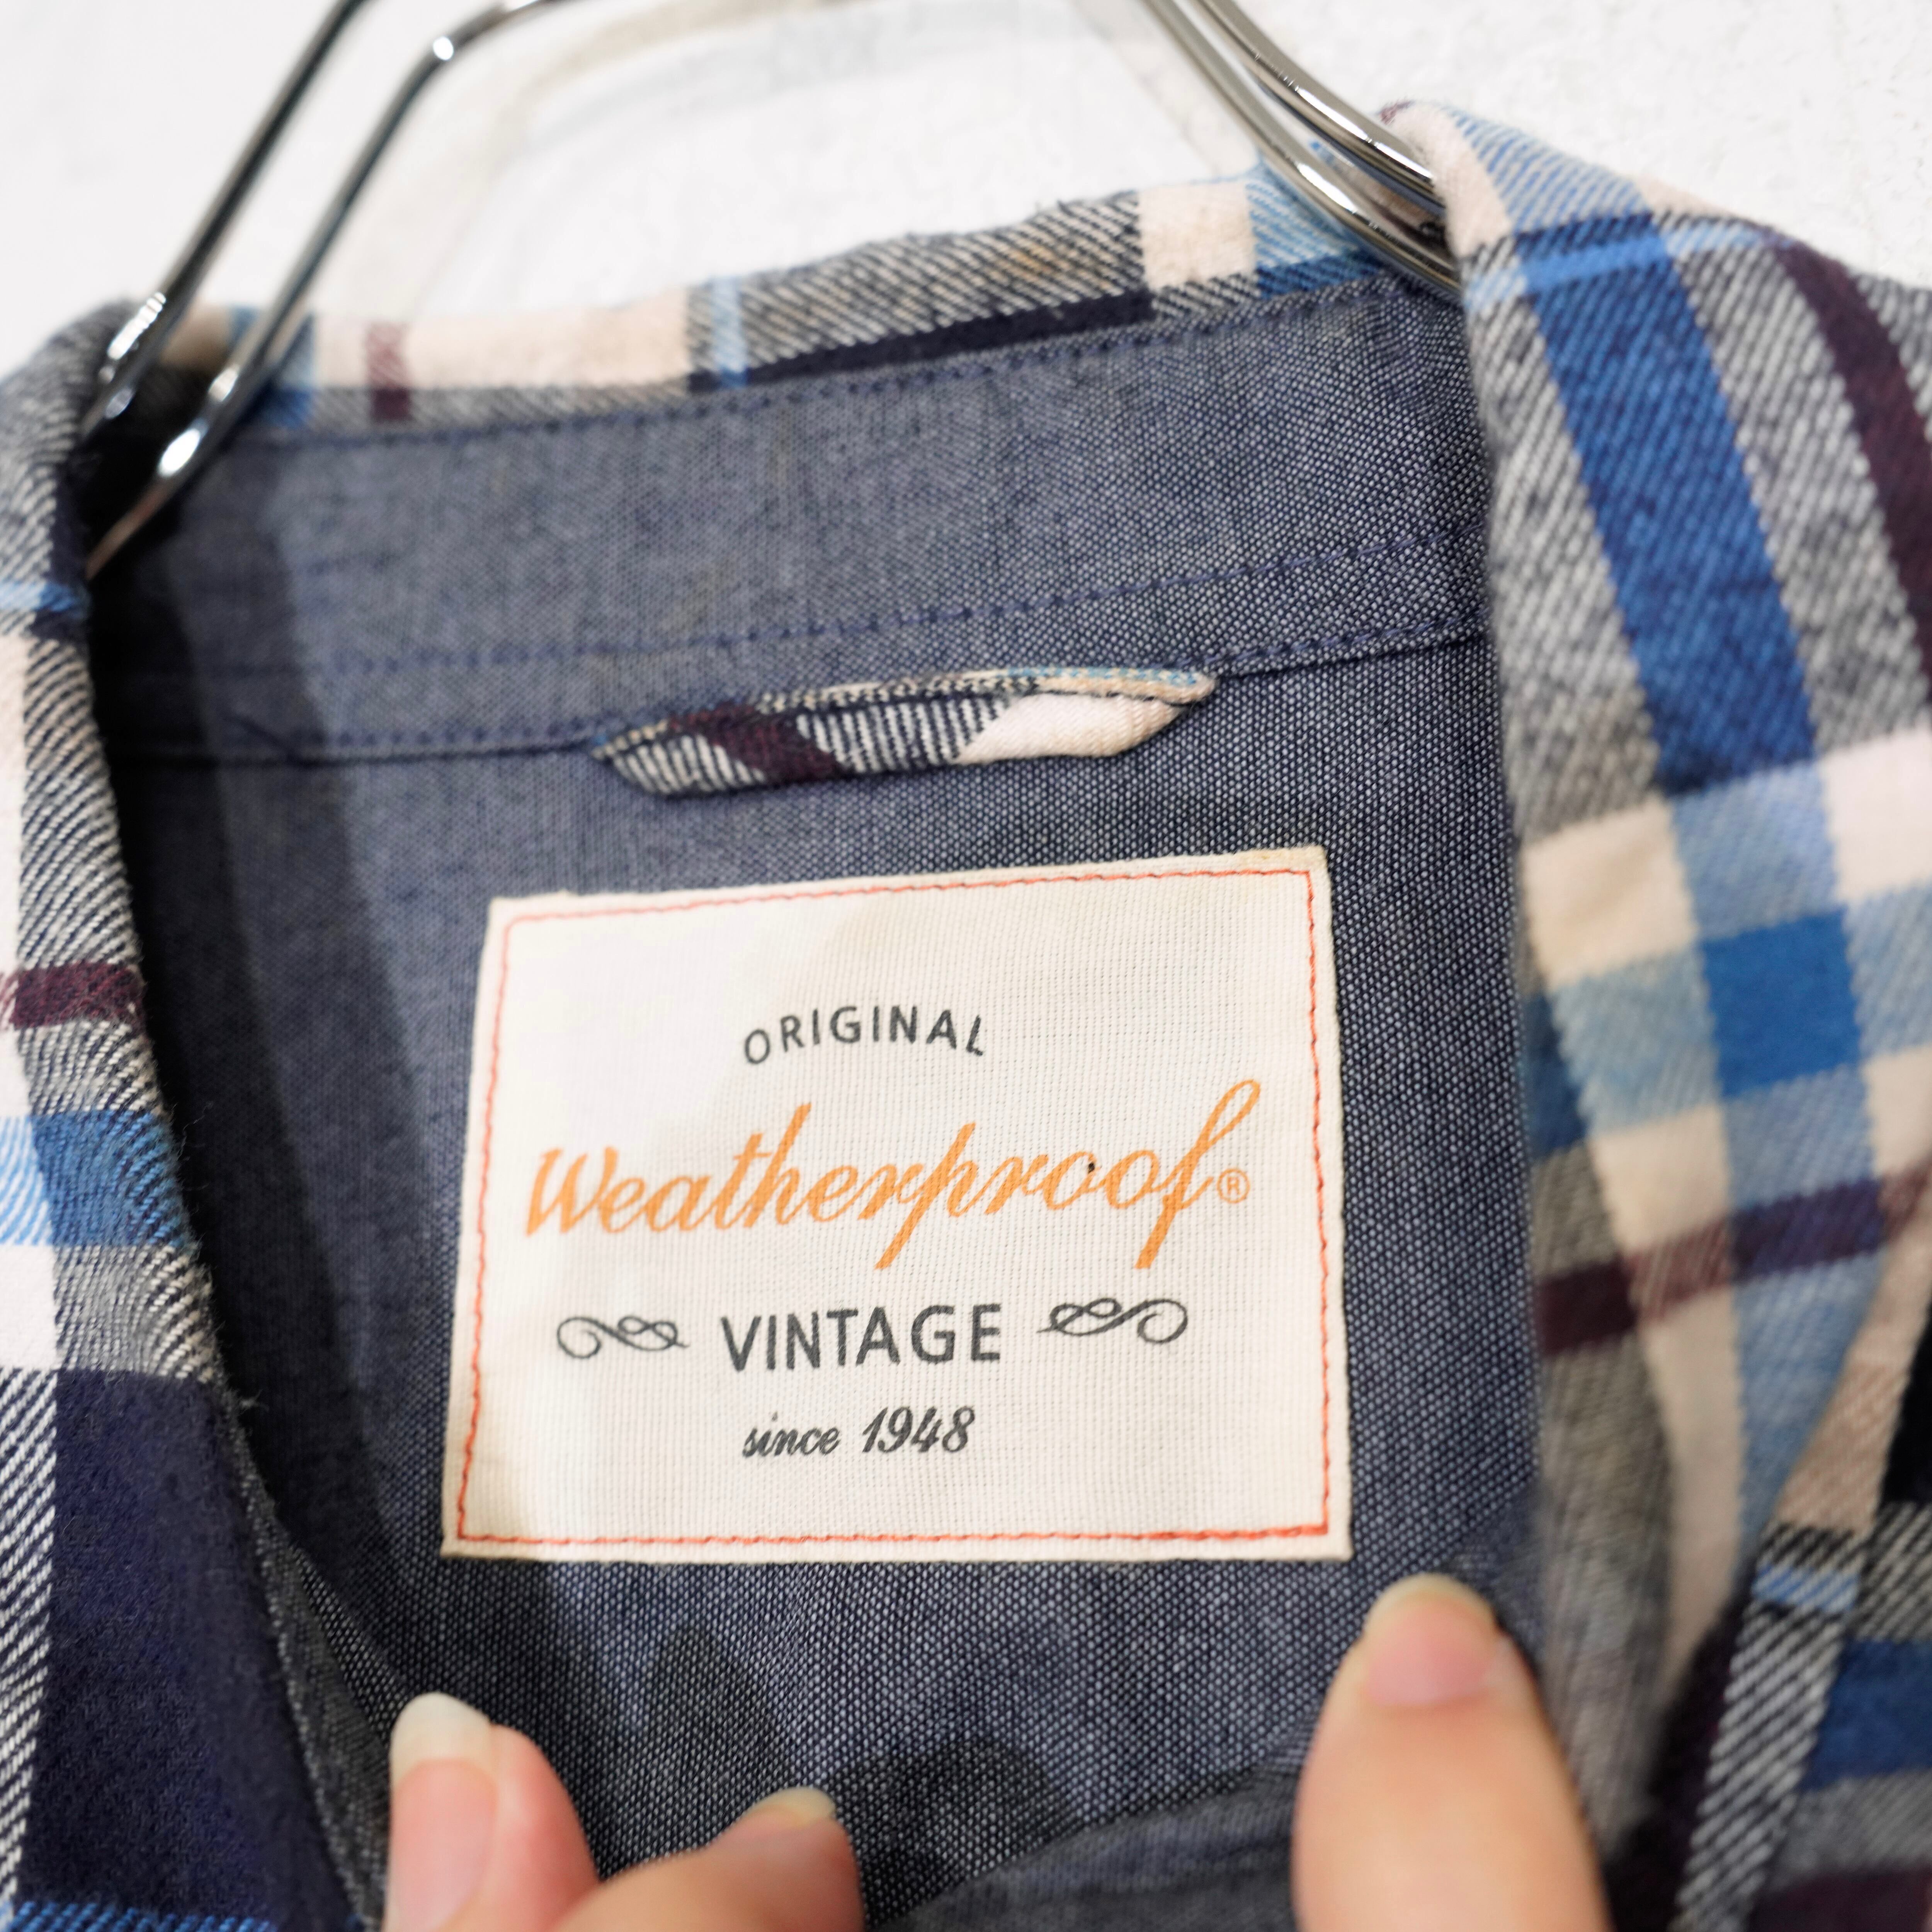 ORIGINAL
Weatherproof®
VINTAGE
since 1948